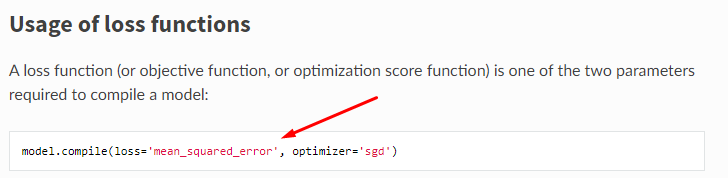 Usage of loss functions
A loss function (or objective function, or optimization score function) is one of the two parameters
required to compile a model:
model.compile(loss='mean_squared_error', optimizer='sgd')